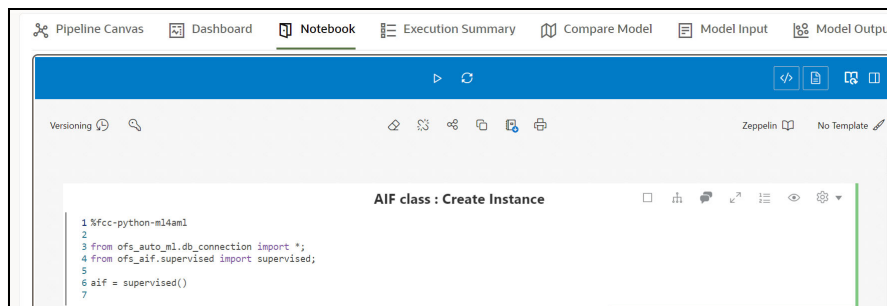 Pipeline Canvas Dashboard Notebook Execution Summary Compare Model Model Input Model Outpu
Versioning Zeppelin No Template
AIF class : Create Instance
1 %fcc-python-ml4aml
2
3 from ofs_auto_ml.db_connection import *;
4 from ofs_aif.supervised import supervised;
5
6 aif = supervised()
7